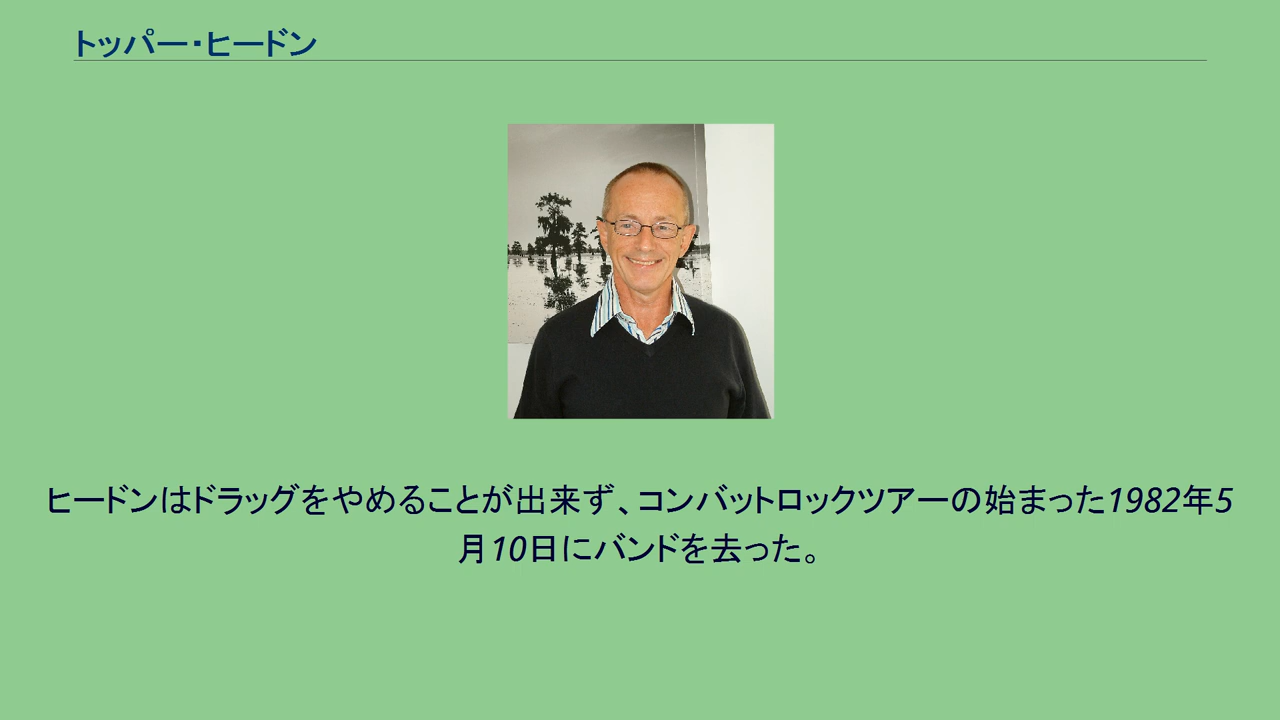 トッパー・ヒードン
ヒードンはドラッグをやめることが出来ず、コンバットロックツアーの始まった1982年5
月10日にバンドを去った。